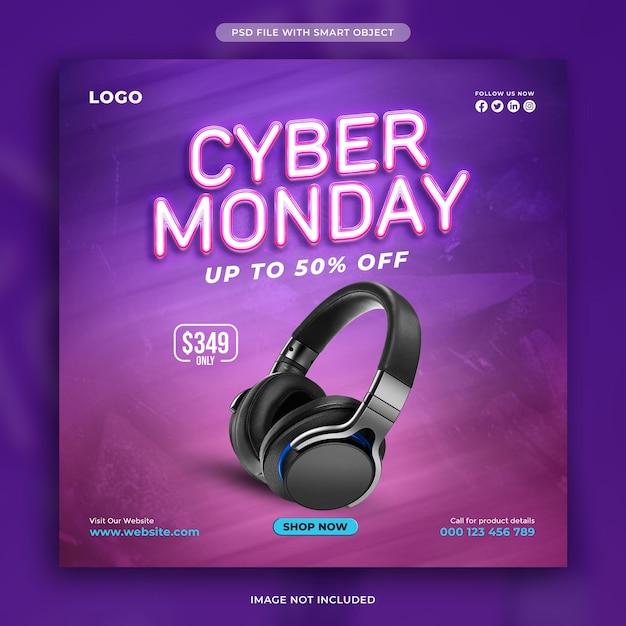 PSD FILE WITH SMART OBJECT
LOGO
FOLLOW US NOW
CYBER
MONDAY
UP TO 50% OFF
$349
ONLY
Visit Our Website
www.website.com
SHOP NOW
Call for product details
000 123 456 789
IMAGE NOT INCLUDED